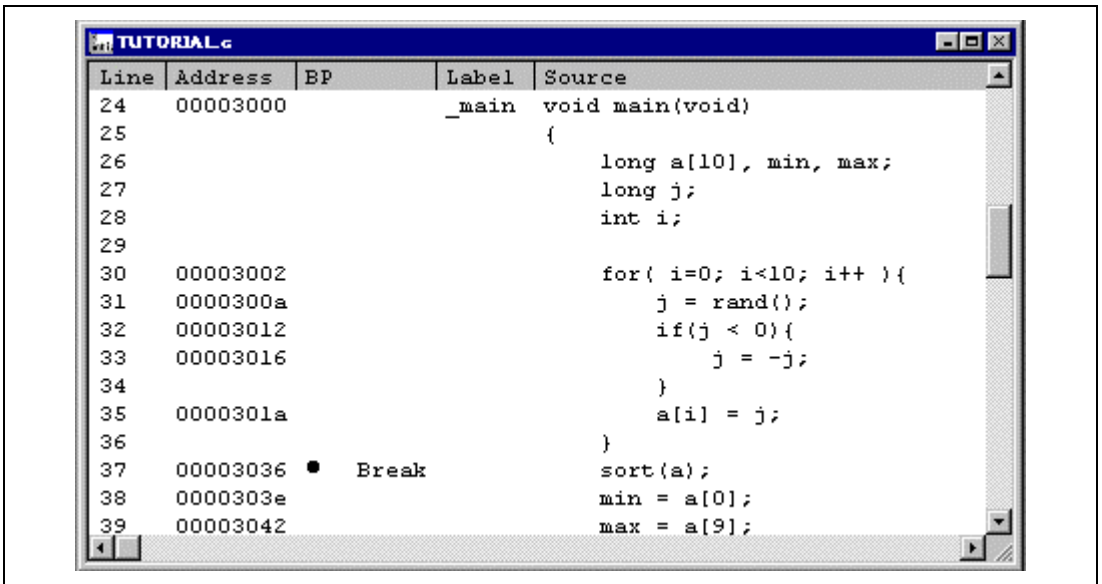 TUTORIAL.c
Line Address BP Label Source
24 00003000 _main void main(void)
25 {
26 long a[10], min, max;
27 long j;
28 int i;
29
30 00003002 for( i=0; i<10; i++ ){
31 0000300a j = rand();
32 00003012 if(j < 0){
33 00003016 j = -j;
34 }
35 0000301a a[i] = j;
36 }
37 00003036 ● Break sort(a);
38 0000303e min = a[0];
39 00003042 max = a[9];